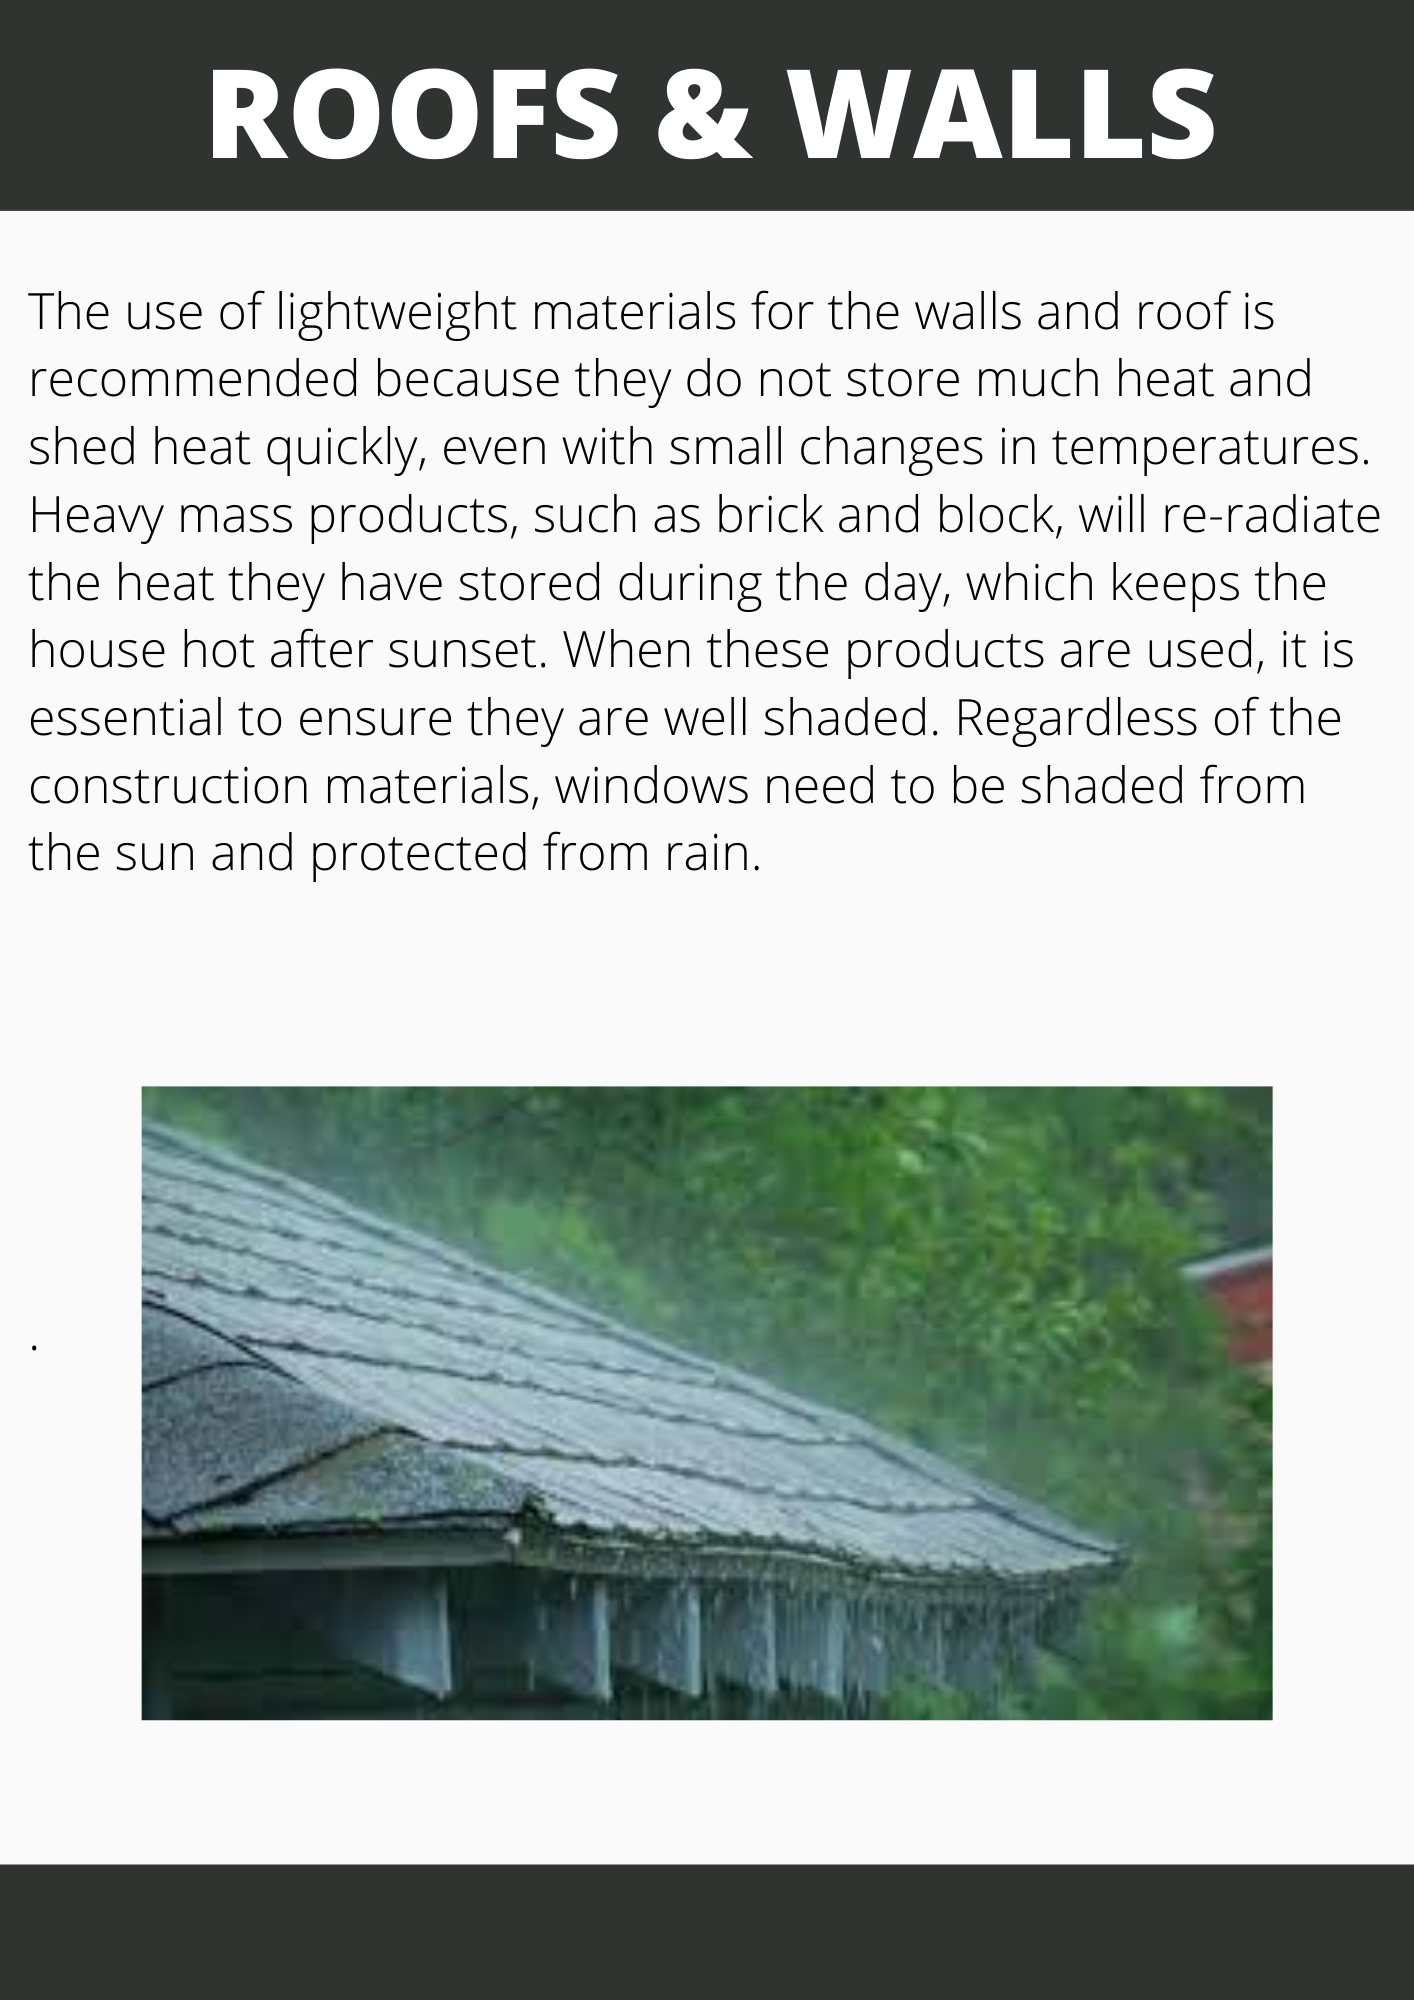 ROOFS & WALLS
The use of lightweight materials for the walls and roof is
recommended because they do not store much heat and
shed heat quickly, even with small changes in temperatures.
Heavy mass products, such as brick and block, will re-radiate
the heat they have stored during the day, which keeps the
house hot after sunset. When these products are used, it is
essential to ensure they are well shaded. Regardless of the
construction materials, windows need to be shaded from
the sun and protected from rain.
.